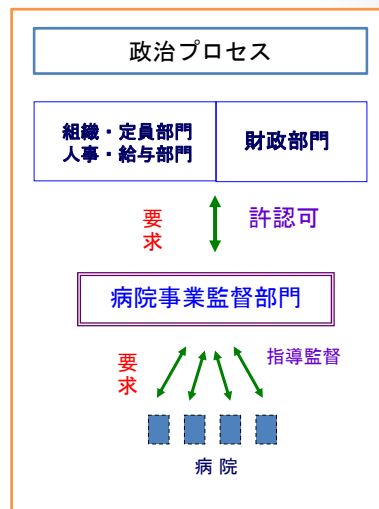 政治プロセス
組織・定員部門
人事・給与部門
財政部門
要求
許認可
病院事業監督部門
要求
指導監督
病院